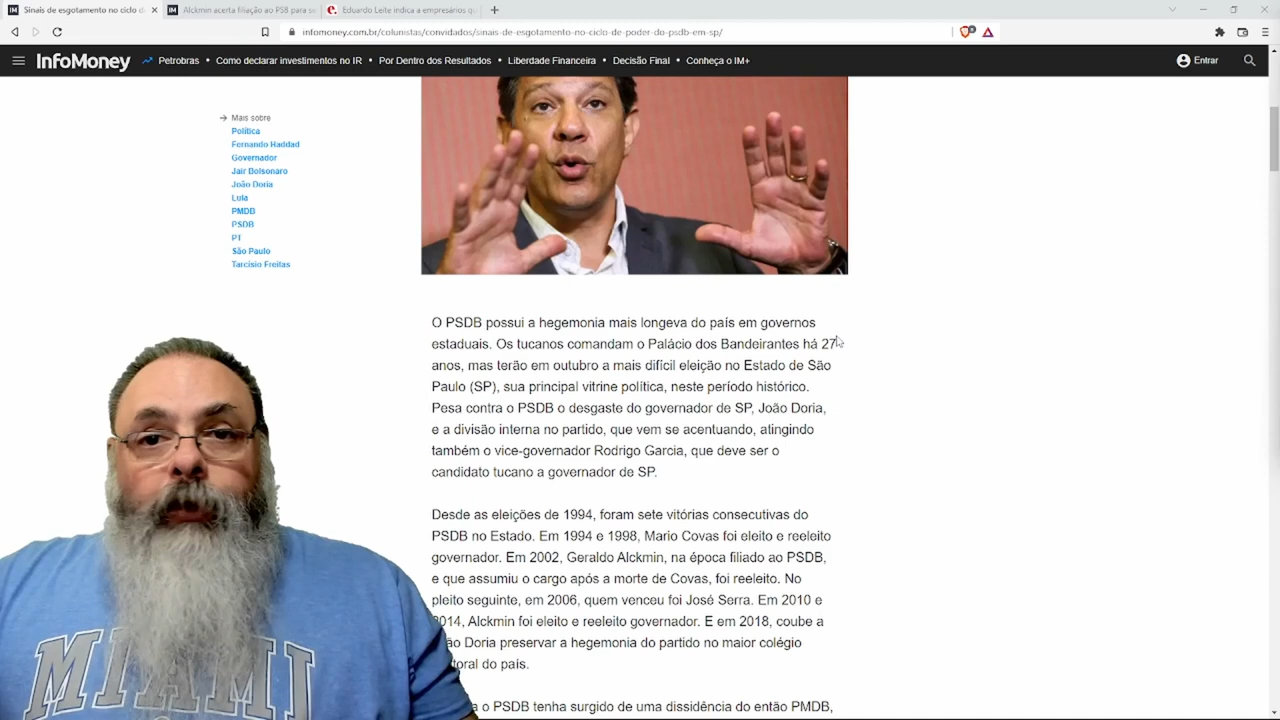 Sinais de esgotamento no ciclo d
Alckmin acerta filiação ao PSB para se
Eduardo Leite indica a empresários qu
infomoney.com.br/colunistas/convidados/sinais-de-esgotamento-no-ciclo-de-poder-do-psdb-em-sp/
InfoMoney
Petrobras • Como declarar investimentos no IR • Por Dentro dos Resultados • Liberdade Financeira • Decisão Final • Conheça o IM+
Entrar
Mais sobre
Política
Fernando Haddad
Governador
Jair Bolsonaro
João Doria
Lula
PMDB
PSDB
PT
São Paulo
Tarcísio Freitas
O PSDB possui a hegemonia mais longeva do país em governos
estaduais. Os tucanos comandam o Palácio dos Bandeirantes há 27
anos, mas terão em outubro a mais difícil eleição no Estado de São
Paulo (SP), sua principal vitrine política, neste período histórico.
Pesa contra o PSDB o desgaste do governador de SP, João Doria,
e a divisão interna no partido, que vem se acentuando, atingindo
também o vice-governador Rodrigo Garcia, que deve ser o
candidato tucano a governador de SP.
Desde as eleições de 1994, foram sete vitórias consecutivas do
PSDB no Estado. Em 1994 e 1998, Mario Covas foi eleito e reeleito
governador. Em 2002, Geraldo Alckmin, na época filiado ao PSDB,
e que assumiu o cargo após a morte de Covas, foi reeleito. No
pleito seguinte, em 2006, quem venceu foi José Serra. Em 2010 e
2014, Alckmin foi eleito e reeleito governador. E em 2018, coube a
João Doria preservar a hegemonia do partido no maior colégio
toral do país.
a o PSDB tenha surgido de uma dissidência do então PMDB,
MIAMI